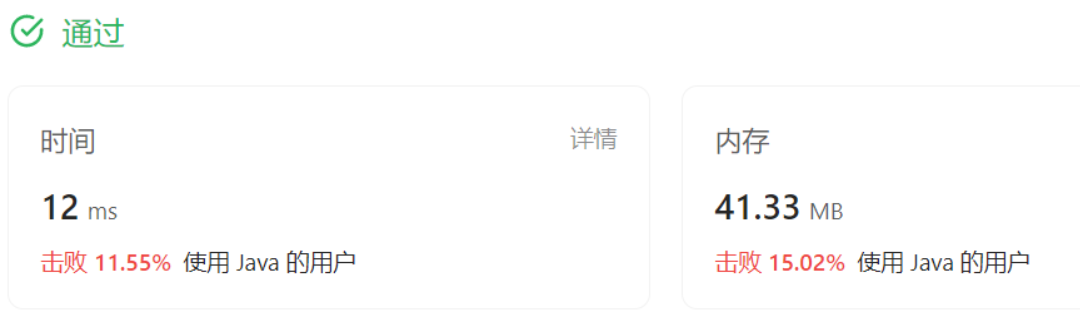 通过
时间 详情
12 ms
击败 11.55% 使用 Java 的用户
内存
41.33 MB
击败 15.02% 使用 Java 的用户